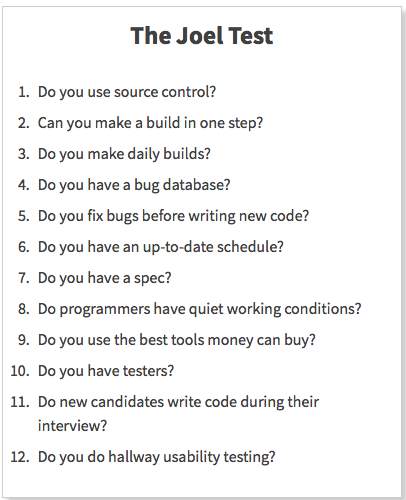 The Joel Test
1. Do you use source control?
2. Can you make a build in one step?
3. Do you make daily builds?
4. Do you have a bug database?
5. Do you fix bugs before writing new code?
6. Do you have an up-to-date schedule?
7. Do you have a spec?
8. Do programmers have quiet working conditions?
9. Do you use the best tools money can buy?
10. Do you have testers?
11. Do new candidates write code during their
interview?
12. Do you do hallway usability testing?